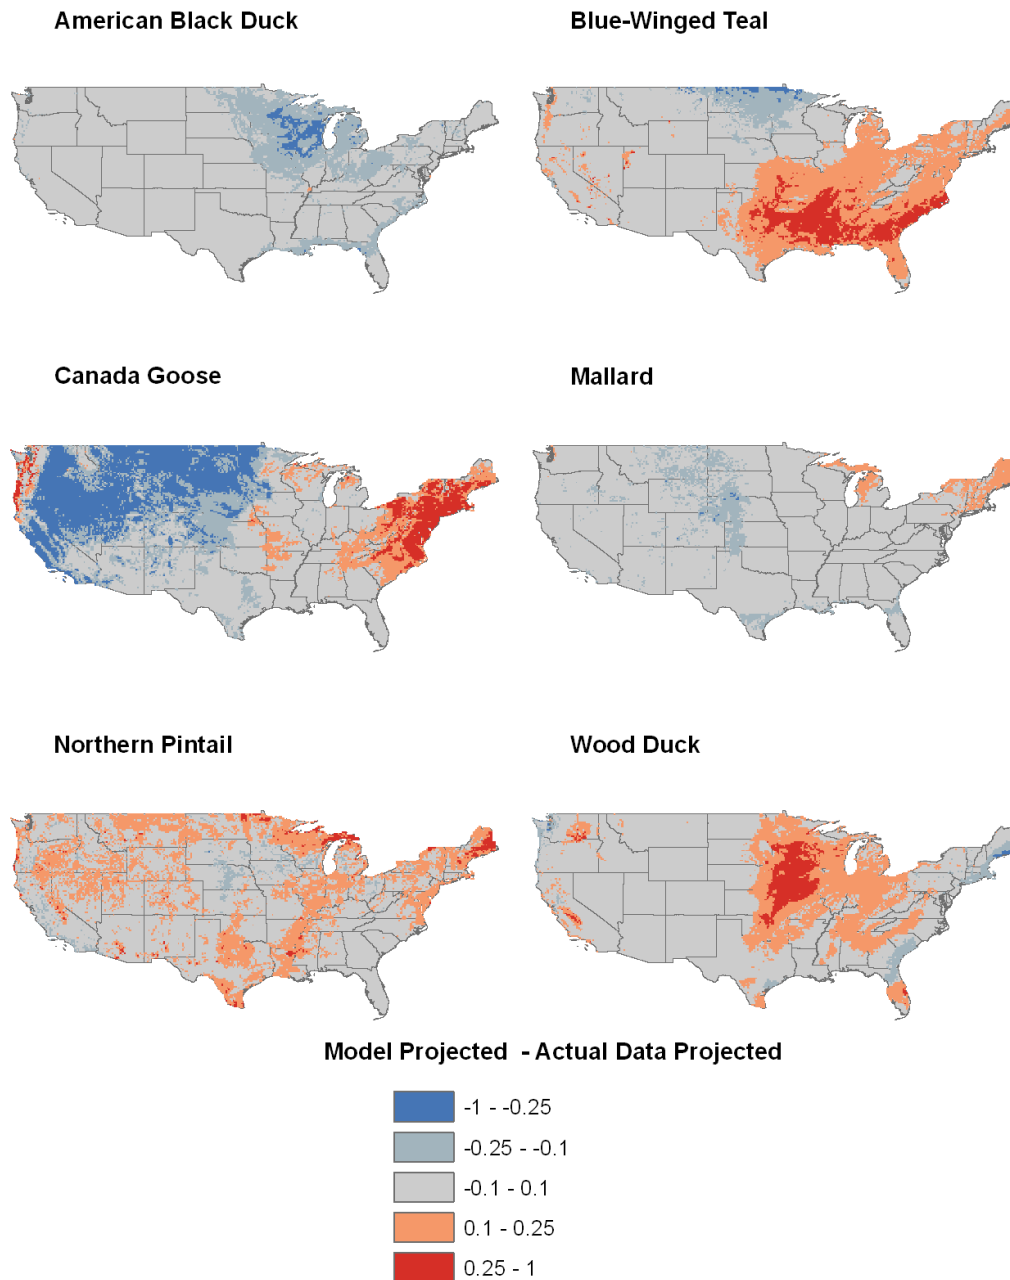 American Black Duck
Blue-Winged Teal
Canada Goose
Mallard
Northern Pintail
Wood Duck
Model Projected - Actual Data Projected
-1 - -0.25
-0.25 - -0.1
-0.1 - 0.1
0.1 - 0.25
0.25 - 1